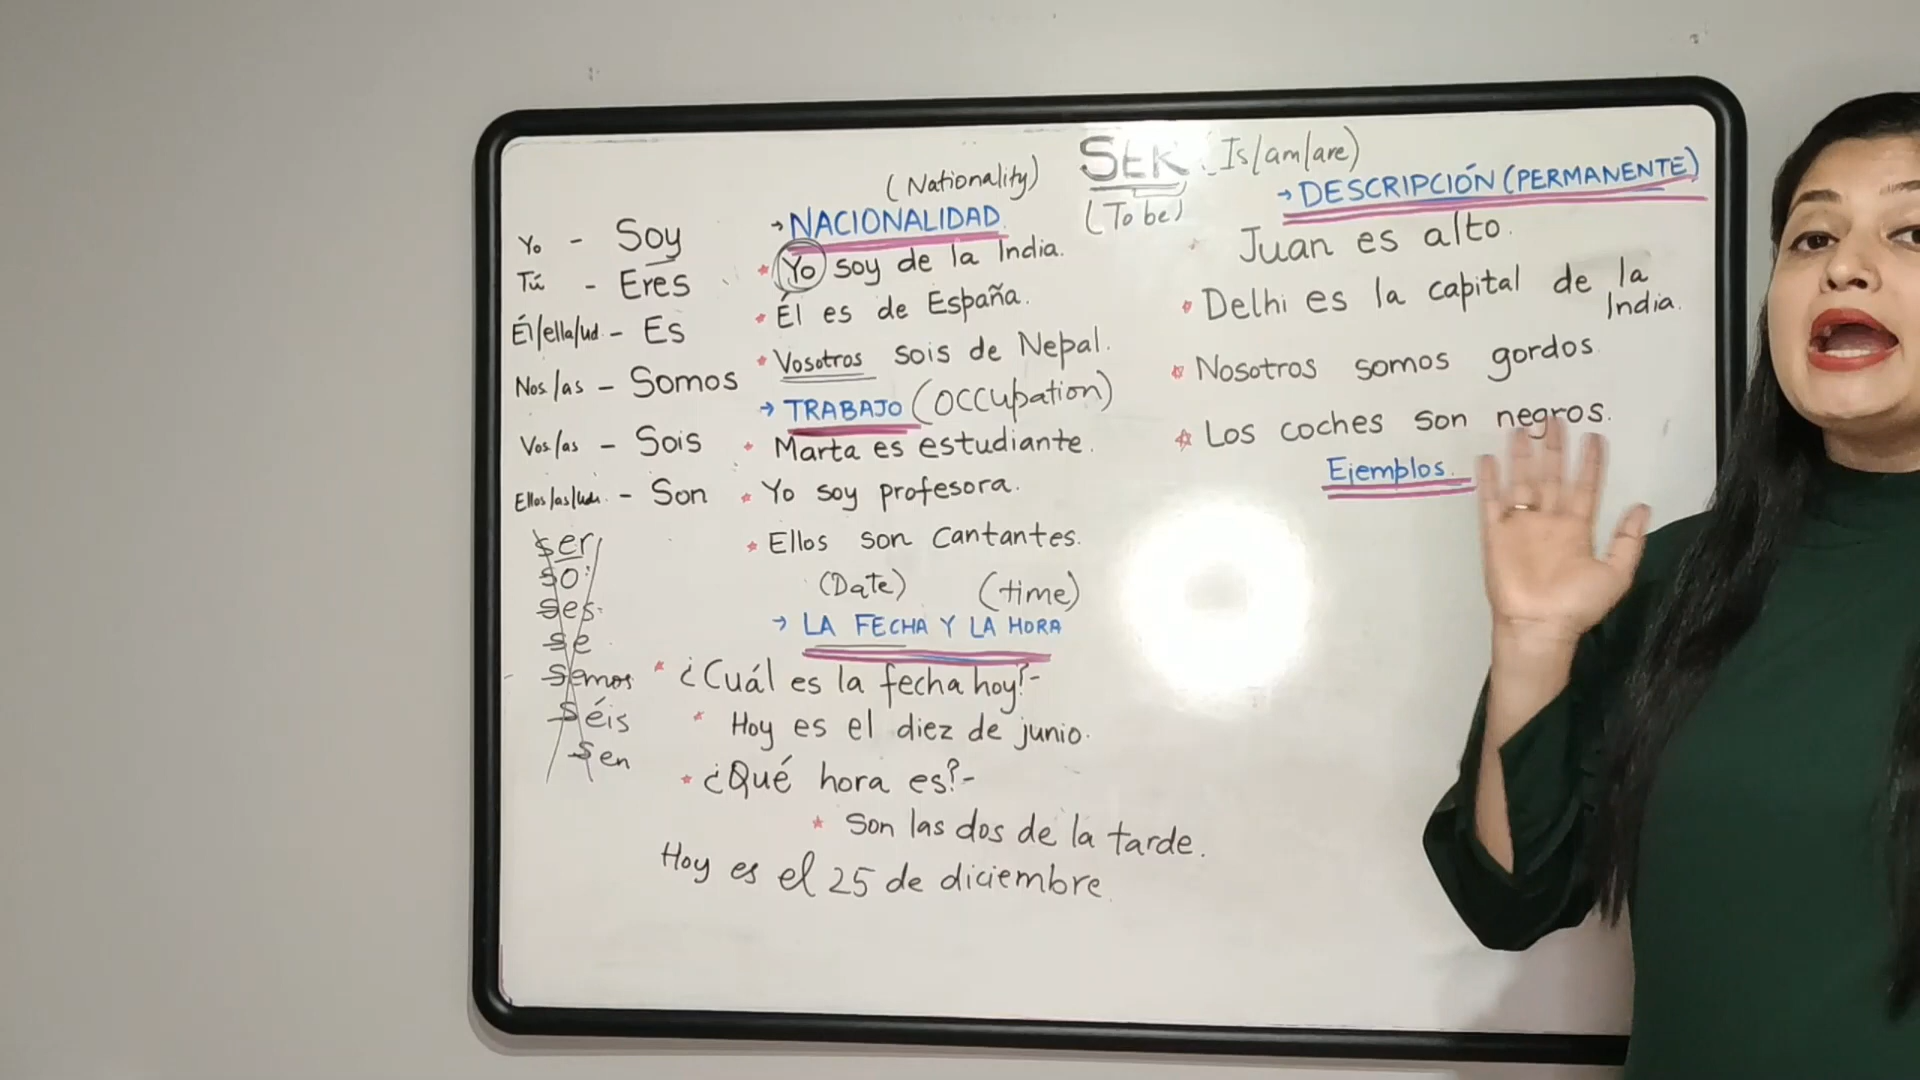 SER : Is/am/are)
(To be)
Yo - Soy
Tú - Eres
Él/ella/ud. - Es
Nos/as - Somos
Vos/as - Sois
Ellos/as/uds. - Son
Ser
so
ses
se
semos
séis
sen
(Nationality)
→ NACIONALIDAD
* Yo soy de la India.
* Él es de España.
* Vosotros sois de Nepal.
→ TRABAJO (Occupation)
* Marta es estudiante.
* Yo soy profesora.
* Ellos son cantantes.
(Date) (time)
→ LA FECHA Y LA HORA
* ¿Cuál es la fecha hoy?-
* Hoy es el diez de junio.
* ¿Qué hora es?-
* Son las dos de la tarde.
Hoy es el 25 de diciembre.
→ DESCRIPCIÓN (PERMANENTE)
Juan es alto.
* Delhi es la capital de la
India.
* Nosotros somos gordos.
* Los coches son negros.
Ejemplos.